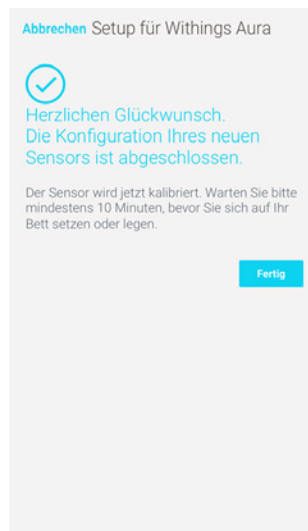 Abbrechen Setup für Withings Aura
Herzlichen Glückwunsch.
Die Konfiguration Ihres neuen
Sensors ist abgeschlossen.
Der Sensor wird jetzt kalibriert. Warten Sie bitte
mindestens 10 Minuten, bevor Sie sich auf Ihr
Bett setzen oder legen.
Fertig